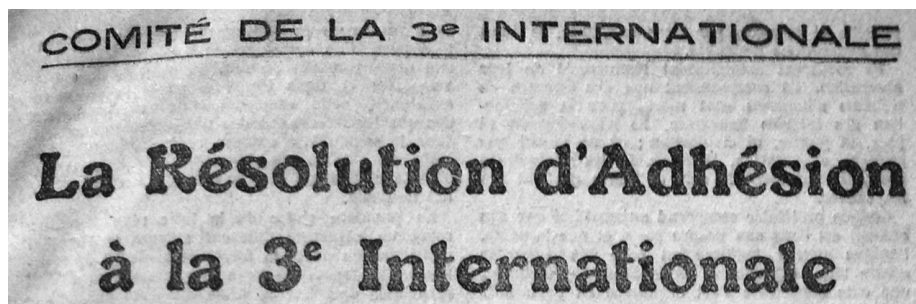 COMITÉ DE LA 3e INTERNATIONALE
La Résolution d'Adhésion
à la 3e Internationale